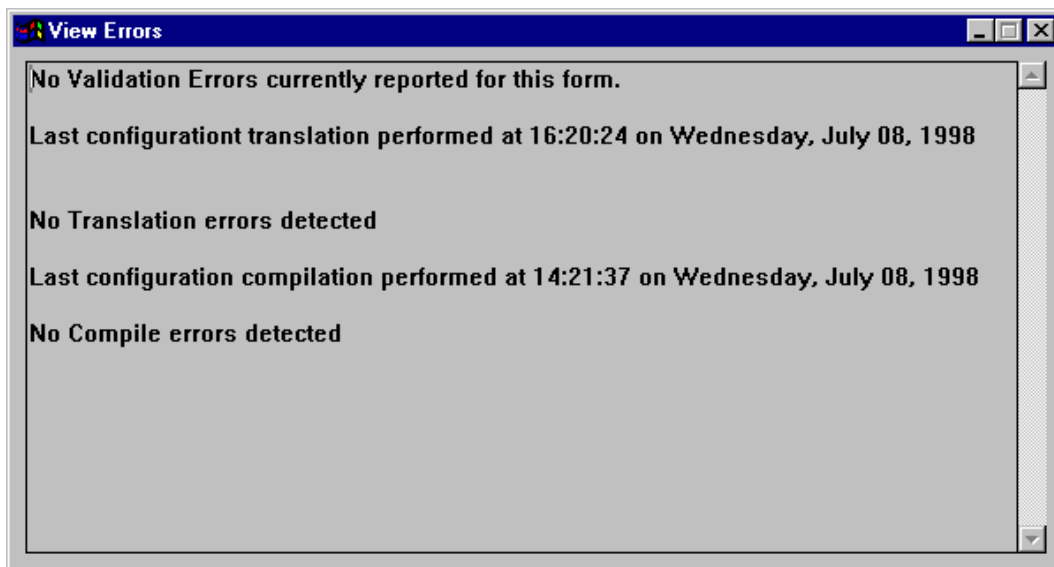 View Errors
No Validation Errors currently reported for this form.
Last configurationt translation performed at 16:20:24 on Wednesday, July 08, 1998
No Translation errors detected
Last configuration compilation performed at 14:21:37 on Wednesday, July 08, 1998
No Compile errors detected